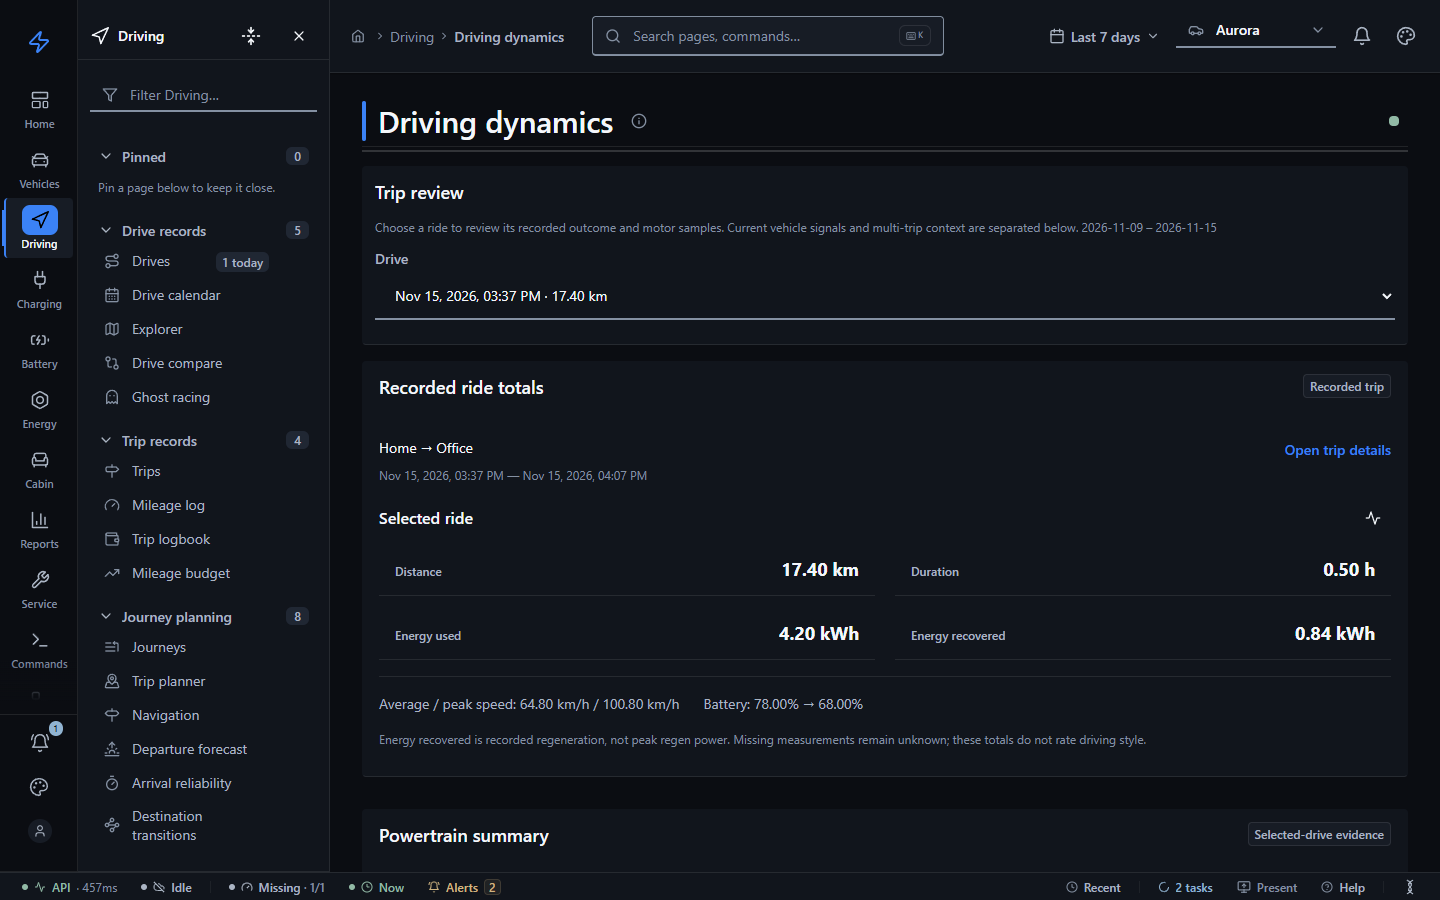 Home
Vehicles
Driving
Charging
Battery
Energy
Cabin
Reports
Service
Commands
1
Driving
Filter Driving...
Pinned 0
Pin a page below to keep it close.
Drive records 5
Drives 1 today
Drive calendar
Explorer
Drive compare
Ghost racing
Trip records 4
Trips
Mileage log
Trip logbook
Mileage budget
Journey planning 8
Journeys
Trip planner
Navigation
Departure forecast
Arrival reliability
Destination
transitions
Driving Driving dynamics
Search pages, commands... K
Last 7 days
Aurora
Driving dynamics
Trip review
Choose a ride to review its recorded outcome and motor samples. Current vehicle signals and multi-trip context are separated below. 2026-11-09 – 2026-11-15
Drive
Nov 15, 2026, 03:37 PM · 17.40 km
Recorded ride totals Recorded trip
Home → Office
Open trip details
Nov 15, 2026, 03:37 PM — Nov 15, 2026, 04:07 PM
Selected ride
Distance 17.40 km Duration 0.50 h
Energy used 4.20 kWh Energy recovered 0.84 kWh
Average / peak speed: 64.80 km/h / 100.80 km/h Battery: 78.00% → 68.00%
Energy recovered is recorded regeneration, not peak regen power. Missing measurements remain unknown; these totals do not rate driving style.
Powertrain summary Selected-drive evidence
API · 457ms Idle Missing · 1/1 Now Alerts 2 Recent 2 tasks Present Help